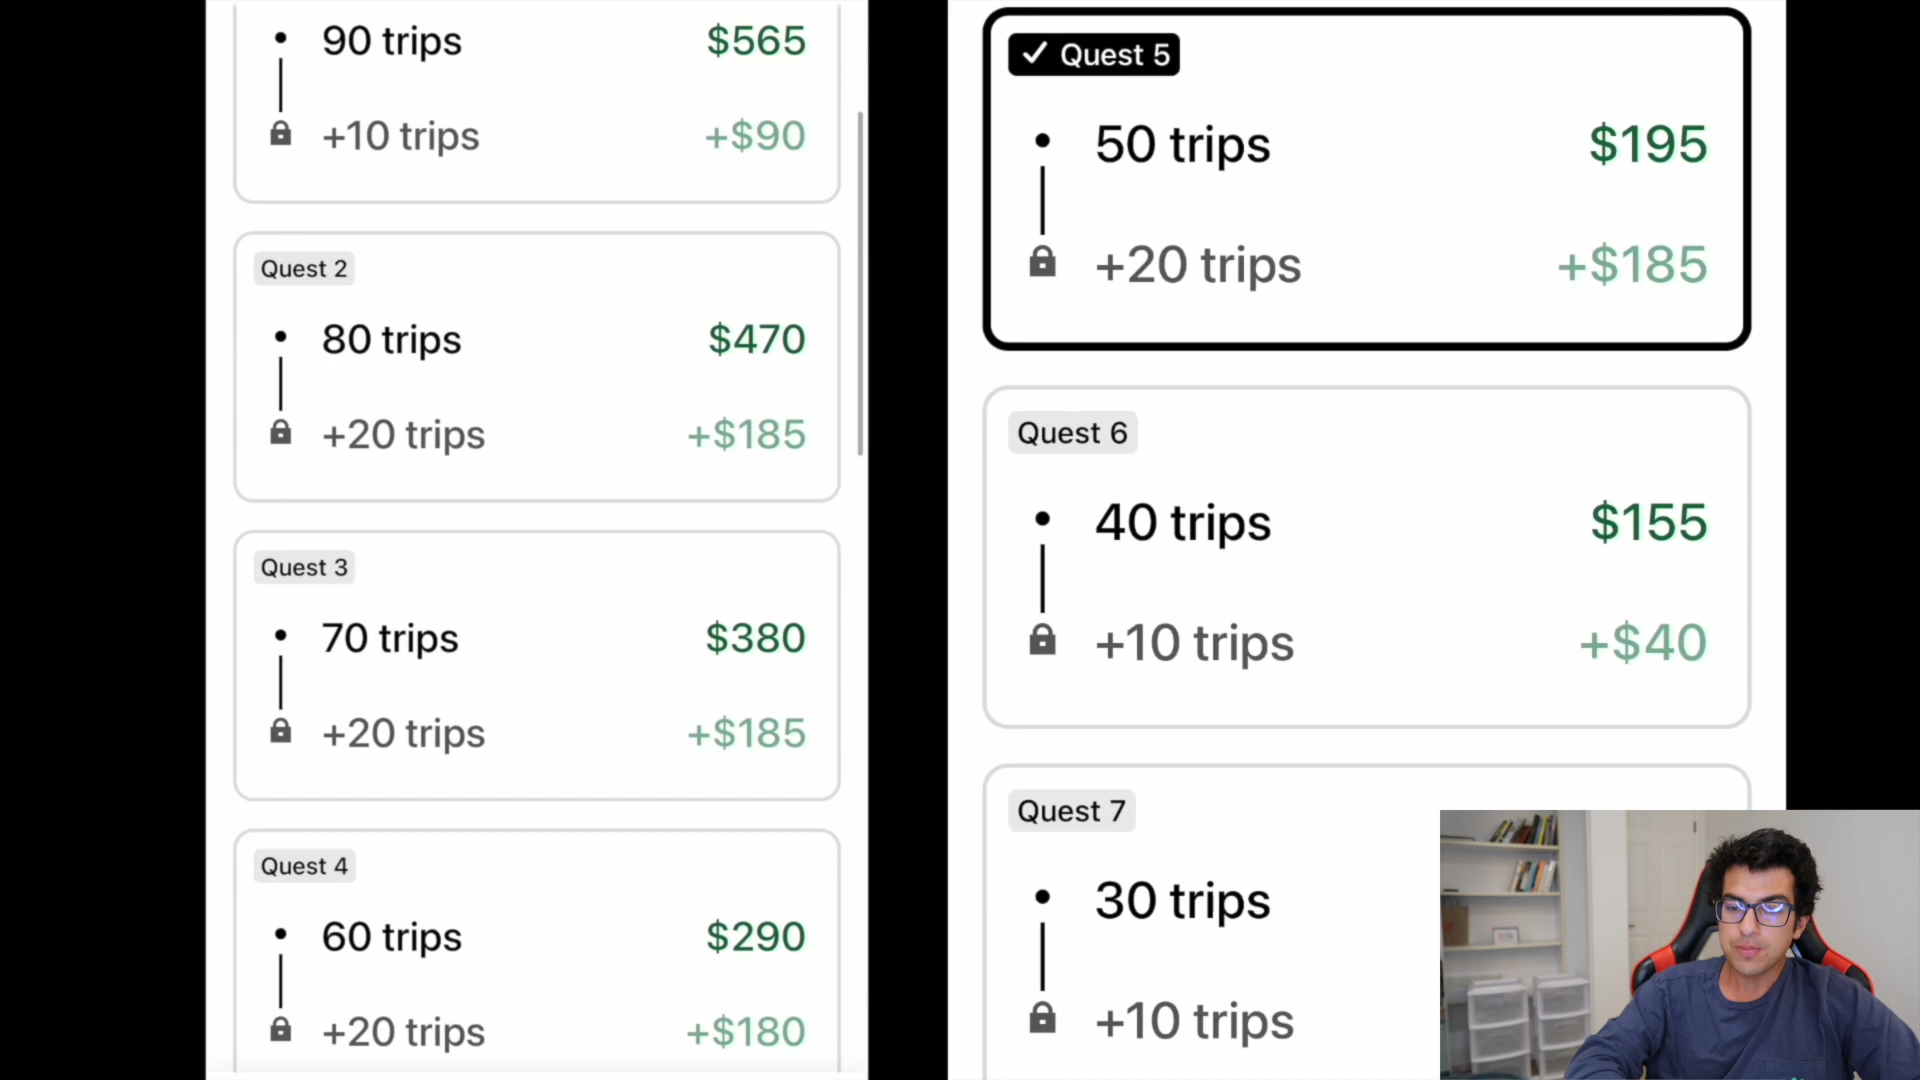 90 trips $565
+10 trips +$90
Quest 2
80 trips $470
+20 trips +$185
Quest 3
70 trips $380
+20 trips +$185
Quest 4
60 trips $290
+20 trips +$180
✓ Quest 5
50 trips $195
+20 trips +$185
Quest 6
40 trips $155
+10 trips +$40
Quest 7
30 trips
+10 trips